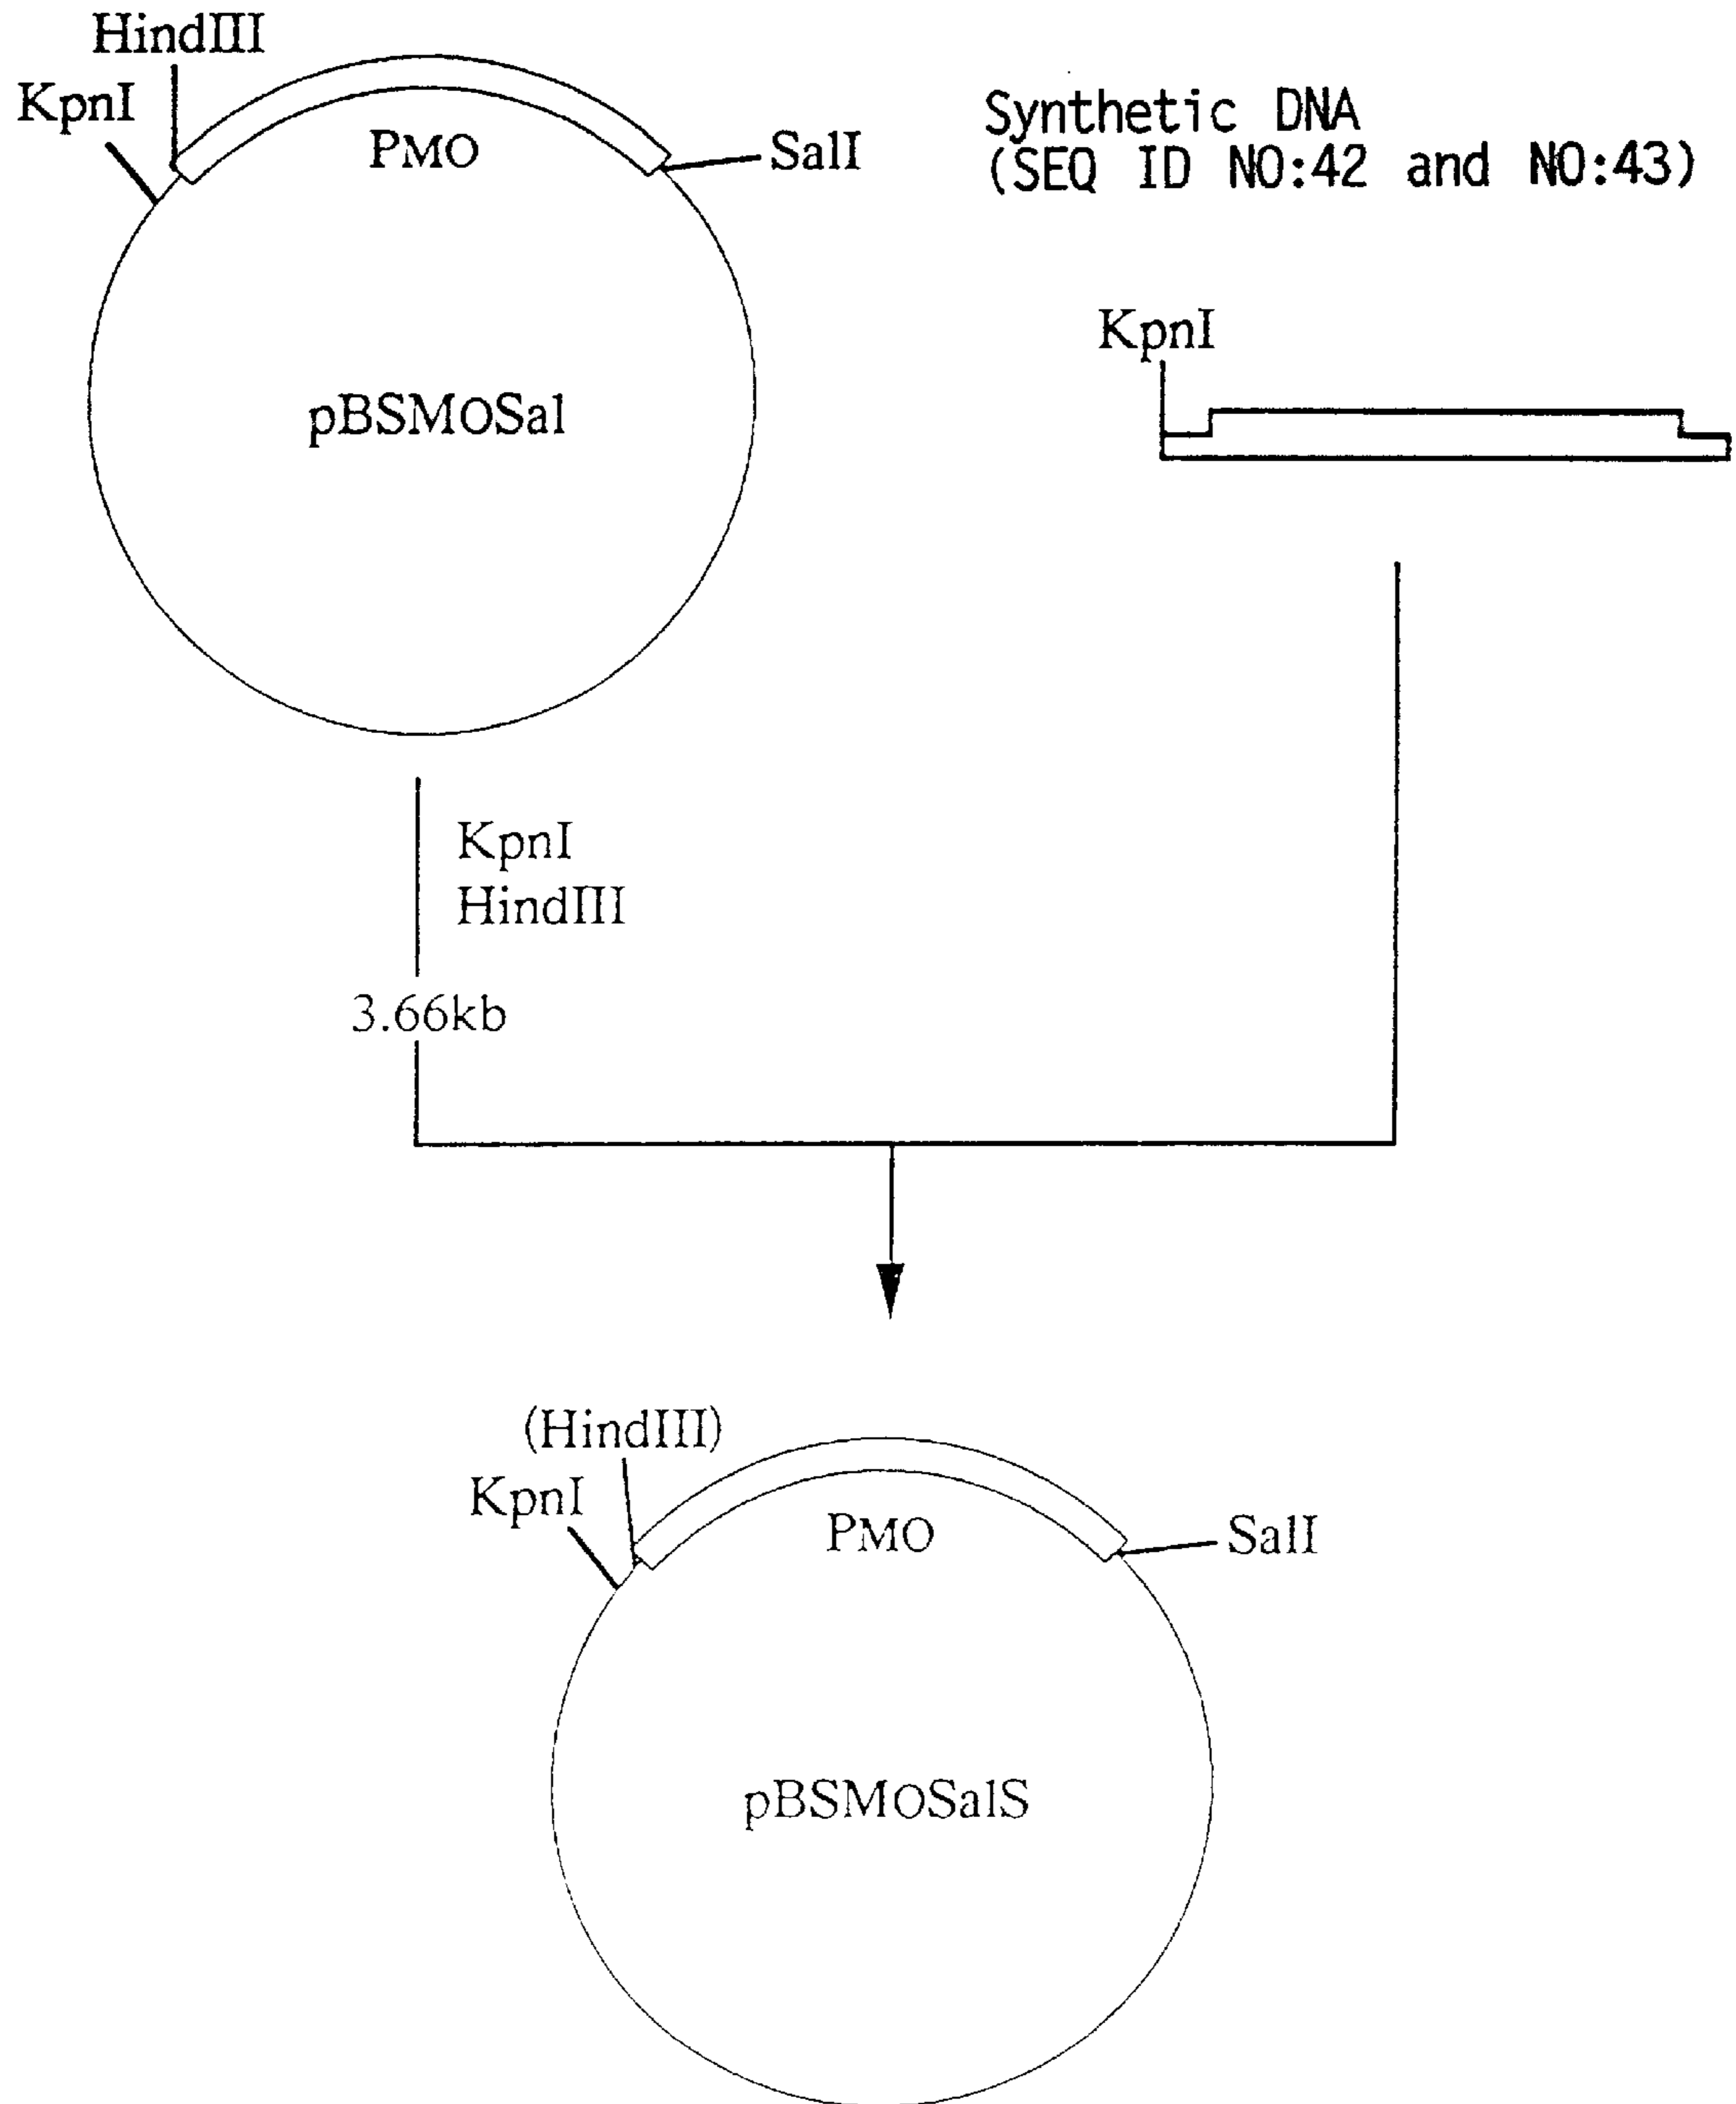 HindIII
KpnI
PMO
SalI
pBSMOSal
Synthetic DNA
(SEQ ID NO:42 and NO:43)
KpnI
KpnI
HindIII
3.66kb
(HindIII)
KpnI
PMO
SalI
pBSMOSalS